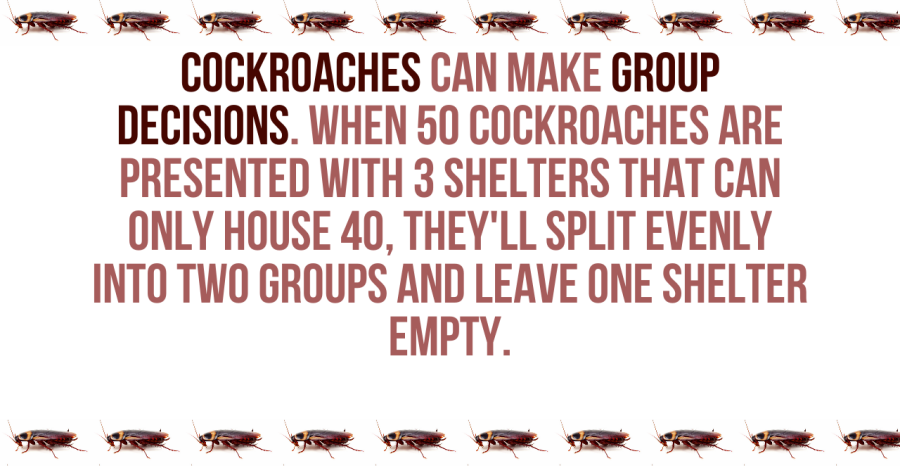 COCKROACHES CAN MAKE GROUP
DECISIONS. WHEN 50 COCKROACHES ARE
PRESENTED WITH 3 SHELTERS THAT CAN
ONLY HOUSE 40, THEY'LL SPLIT EVENLY
INTO TWO GROUPS AND LEAVE ONE SHELTER
EMPTY.